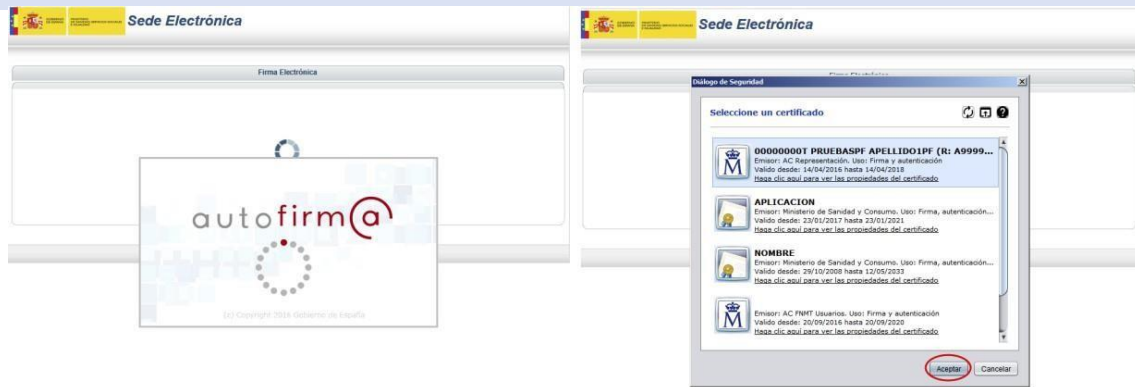 Sede Electrónica
Firma Electrónica
autofirm@
(c) Copyright 2016 Gobierno de España
Sede Electrónica
Diálogo de Seguridad
Seleccione un certificado
00000000T PRUEBASPF APELLIDO1PF (R: A9999...
Emisor: AC Representación. Uso: Firma y autenticación
Valido desde: 14/04/2016 hasta 14/04/2018
Haga clic aquí para ver las propiedades del certificado
APLICACION
Emisor: Ministerio de Sanidad y Consumo. Uso: Firma, autenticación...
Valido desde: 23/01/2017 hasta 23/01/2021
Haga clic aquí para ver las propiedades del certificado
NOMBRE
Emisor: Ministerio de Sanidad y Consumo. Uso: Firma, autenticación...
Valido desde: 29/10/2008 hasta 12/05/2033
Haga clic aquí para ver las propiedades del certificado
Emisor: AC FNMT Usuarios. Uso: Firma y autenticación
Valido desde: 20/09/2016 hasta 20/09/2020
Haga clic aquí para ver las propiedades del certificado
Aceptar Cancelar